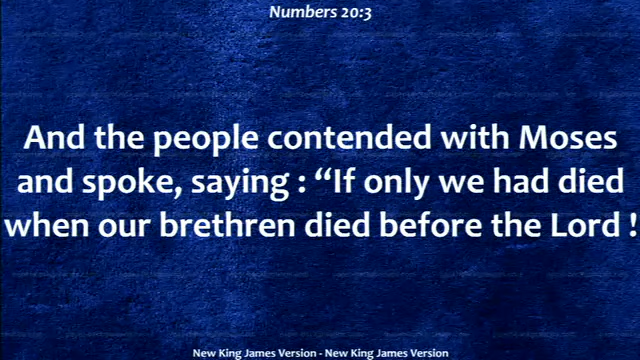 Numbers 20:3
And the people contended with Moses
and spoke, saying : “If only we had died
when our brethren died before the Lord !
New King James Version - New King James Version